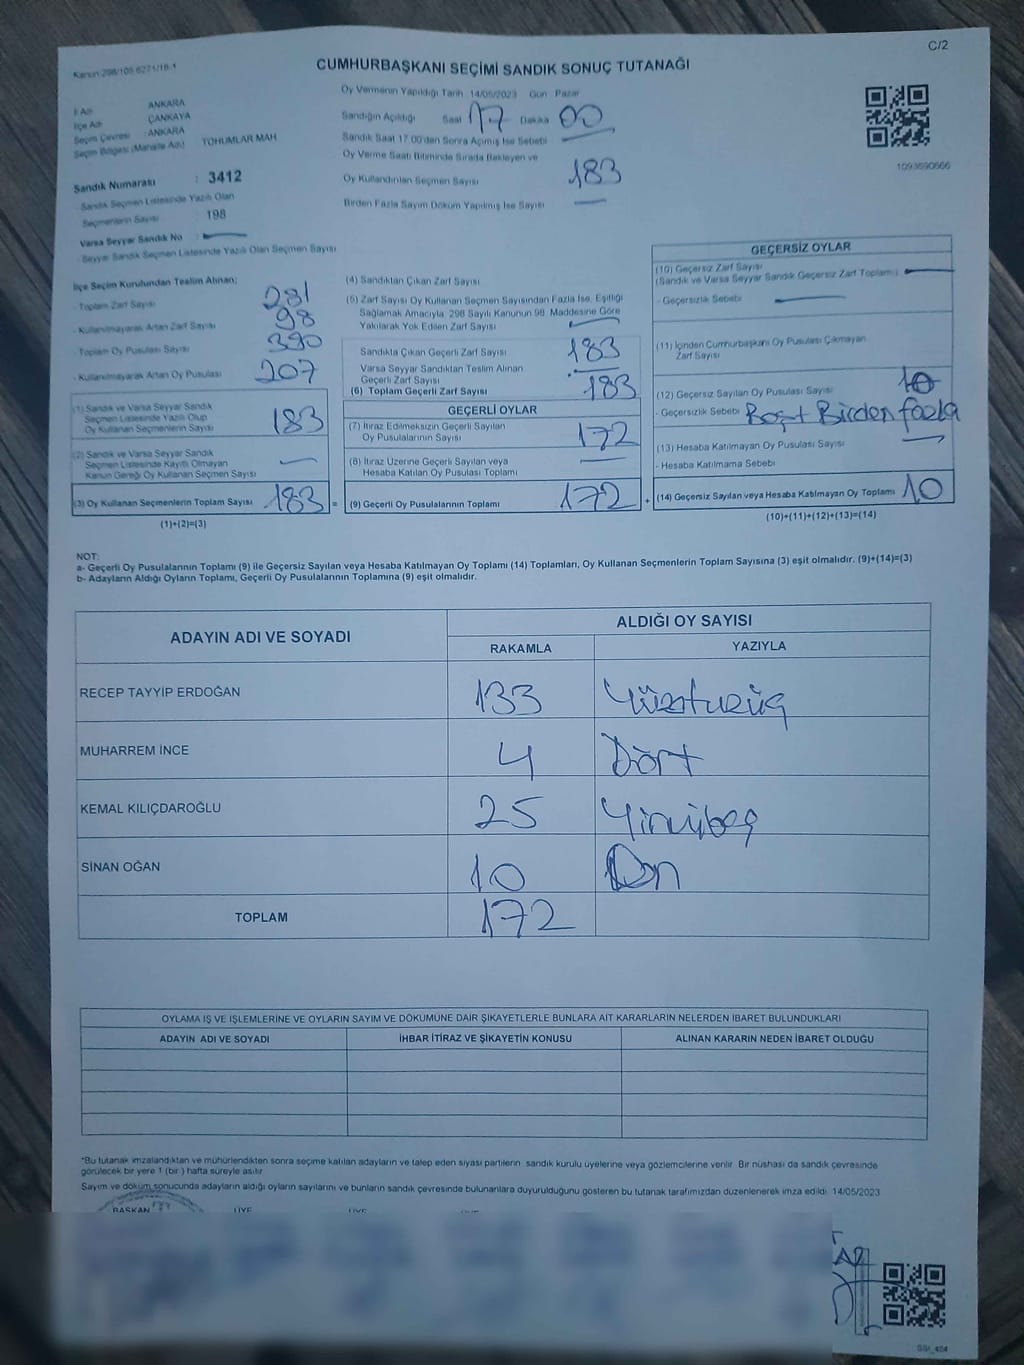 C/2
Kanun:298/105.6271/16-1
CUMHURBAŞKANI SEÇİMİ SANDIK SONUÇ TUTANAĞI
Oy Vermenin Yapıldığı Tarih 14/05/2023 Gün Pazar
İl Adı ANKARA
İlçe Adı ÇANKAYA
Seçim Çevresi : ANKARA
Seçim Bölgesi (Mahalle Adı) TOHUMLAR MAH
Sandık Numarası : 3412
- Sandık Seçmen Listesinde Yazılı Olan
Seçmenlerin Sayısı 198
Varsa Seyyar Sandık No :
- Seyyar Sandık Seçmen Listesinde Yazılı Olan Seçmen Sayısı
Sandığın Açıldığı Saat 17 Dakika 00
Sandık Saat 17:00'den Sonra Açılmış İse Sebebi
Oy Verme Saati Bitiminde Sırada Bekleyen ve
Oy Kullandırılan Seçmen Sayısı 183
Birden Fazla Sayım Döküm Yapılmış İse Sayısı
1093690666
İlçe Seçim Kurulundan Teslim Alınan;
- Toplam Zarf Sayısı 281
- Kullanılmayarak Artan Zarf Sayısı 98
- Toplam Oy Pusulası Sayısı 390
- Kullanılmayarak Artan Oy Pusulası 207
(1) Sandık ve Varsa Seyyar Sandık
Seçmen Listesinde Yazılı Olup
Oy Kullanan Seçmenlerin Sayısı 183
(2) Sandık ve Varsa Seyyar Sandık
Seçmen Listesinde Kayıtlı Olmayan
Kanun Gereği Oy Kullanan Seçmen Sayısı
(3) Oy Kullanan Seçmenlerin Toplam Sayısı 183 =
(1)+(2)=(3)
(4) Sandıktan Çıkan Zarf Sayısı
(5) Zarf Sayısı Oy Kullanan Seçmen Sayısından Fazla İse, Eşitliği
Sağlamak Amacıyla 298 Sayılı Kanunun 98. Maddesine Göre
Yakılarak Yok Edilen Zarf Sayısı
Sandıkta Çıkan Geçerli Zarf Sayısı 183
Varsa Seyyar Sandıktan Teslim Alınan
Geçerli Zarf Sayısı
(6) Toplam Geçerli Zarf Sayısı 183
GEÇERLİ OYLAR
(7) İtiraz Edilmeksizin Geçerli Sayılan
Oy Pusulalarının Sayısı 172
(8) İtiraz Üzerine Geçerli Sayılan veya
Hesaba Katılan Oy Pusulaları Toplamı
(9) Geçerli Oy Pusulalarının Toplamı 172 +
GEÇERSİZ OYLAR
(10) Geçersiz Zarf Sayısı
(Sandık ve Varsa Seyyar Sandık Geçersiz Zarf Toplamı)
- Geçersizlik Sebebi
(11) İçinden Cumhurbaşkanı Oy Pusulası Çıkmayan
Zarf Sayısı
(12) Geçersiz Sayılan Oy Pusulası Sayısı 10
- Geçersizlik Sebebi Boşt Birden fazla
(13) Hesaba Katılmayan Oy Pusulası Sayısı
- Hesaba Katılmama Sebebi
(14) Geçersiz Sayılan veya Hesaba Katılmayan Oy Toplamı 10
(10)+(11)+(12)+(13)=(14)
NOT:
a- Geçerli Oy Pusulalarının Toplamı (9) ile Geçersiz Sayılan veya Hesaba Katılmayan Oy Toplamı (14) Toplamları, Oy Kullanan Seçmenlerin Toplam Sayısına (3) eşit olmalıdır. (9)+(14)=(3)
b- Adayların Aldığı Oyların Toplamı, Geçerli Oy Pusulalarının Toplamına (9) eşit olmalıdır.
ADAYIN ADI VE SOYADI ALDIĞI OY SAYISI
RAKAMLA YAZIYLA
RECEP TAYYİP ERDOĞAN 133 Yüzotuzüç
MUHARREM İNCE 4 Dört
KEMAL KILIÇDAROĞLU 25 Yirmibeş
SİNAN OĞAN 10 On
TOPLAM 172
OYLAMA İŞ VE İŞLEMLERİNE VE OYLARIN SAYIM VE DÖKÜMÜNE DAİR ŞİKAYETLERLE BUNLARA AİT KARARLARIN NELERDEN İBARET BULUNDUKLARI
ADAYIN ADI VE SOYADI İHBAR İTİRAZ VE ŞİKAYETİN KONUSU ALINAN KARARIN NEDEN İBARET OLDUĞU
*Bu tutanak imzalandıktan ve mühürlendikten sonra seçime katılan adayların ve talep eden siyasi partilerin sandık kurulu üyelerine veya gözlemcilerine verilir. Bir nüshası da sandık çevresinde
görülecek bir yere 1 (bir ) hafta süreyle asılır
Sayım ve döküm sonucunda adayların aldığı oyların sayılarını ve bunların sandık çevresinde bulunanlara duyurulduğunu gösteren bu tutanak tarafımızdan düzenlenerek imza edildi. 14/05/2023
BAŞKAN ÜYE ÜYE